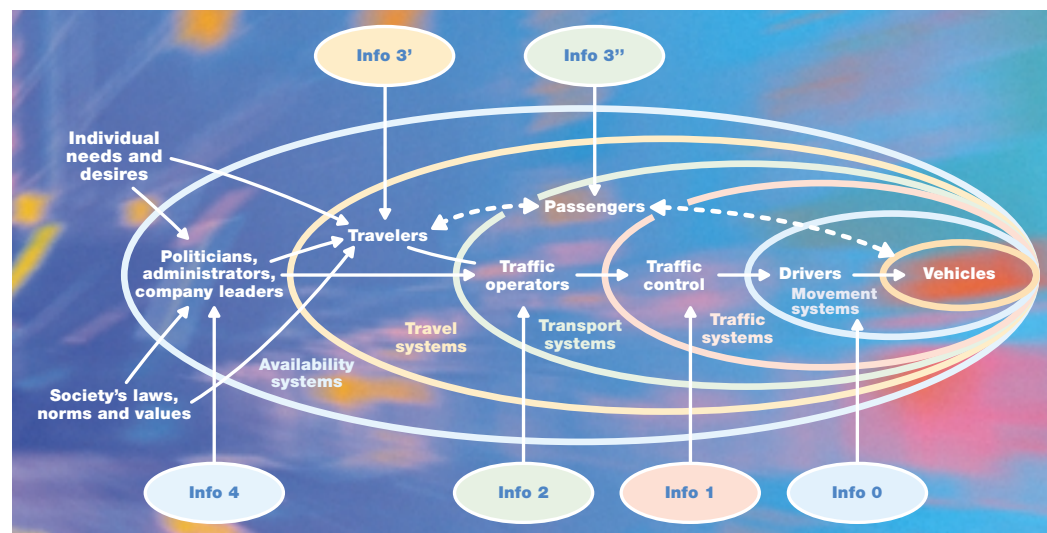 Info 3’
Info 3’’
Individual
needs and
desires
Passengers
Travelers
Politicians,
administrators,
company leaders
Traffic
operators
Traffic
control
Drivers
Vehicles
Movement
systems
Traffic
systems
Transport
systems
Travel
systems
Availability
systems
Society’s laws,
norms and values
Info 4
Info 2
Info 1
Info 0